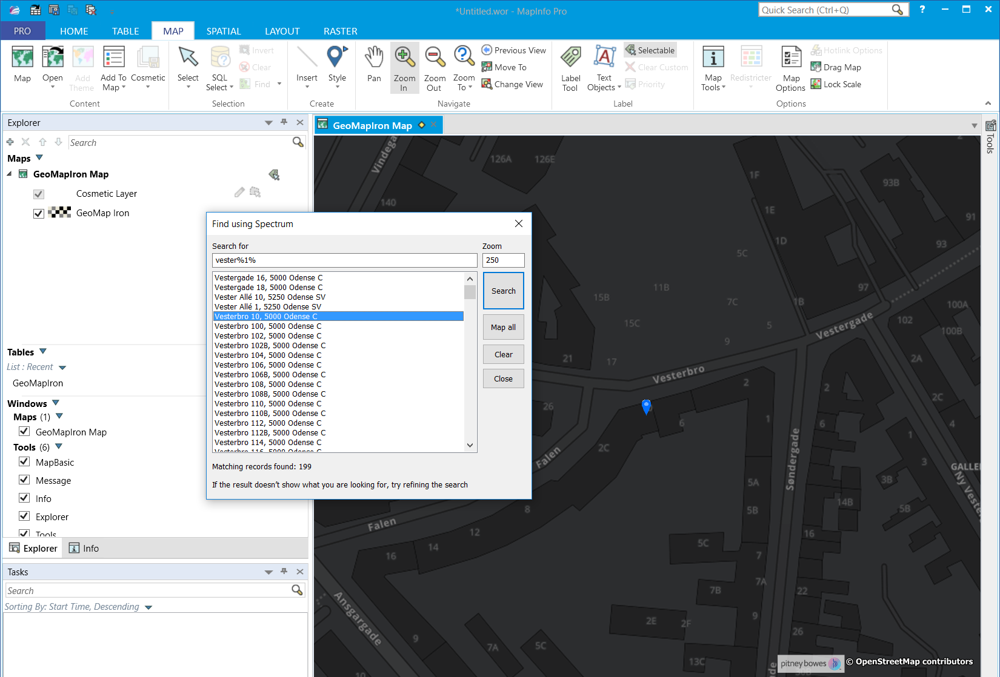 *Untitled.wor - MapInfo Pro
Quick Search (Ctrl+Q)
?
PRO HOME TABLE MAP SPATIAL LAYOUT RASTER
Map
Open
Add Theme
Add To Map
Cosmetic
Content
Select
SQL Select
Invert
Clear
Find
Selection
Insert
Style
Create
Pan
Zoom In
Zoom Out
Zoom To
Previous View
Move To
Change View
Navigate
Label Tool
Text Objects
Selectable
Clear Custom
Priority
Label
Map Tools
Redistricter
Map Options
Hotlink Options
Drag Map
Lock Scale
Options
Explorer
Search
Maps
GeoMapIron Map
Cosmetic Layer
GeoMap Iron
Tables
List : Recent
GeoMapIron
Windows
Maps (1)
GeoMapIron Map
Tools (6)
MapBasic
Message
Info
Explorer
Tools
Explorer Info
Tasks
Search
Sorting By: Start Time, Descending
GeoMapIron Map
Tools
Find using Spectrum
Search for
Zoom
vester%1%
250
Vestergade 16, 5000 Odense C
Vestergade 18, 5000 Odense C
Vester Allé 10, 5250 Odense SV
Vester Allé 1, 5250 Odense SV
Vesterbro 10, 5000 Odense C
Vesterbro 100, 5000 Odense C
Vesterbro 102, 5000 Odense C
Vesterbro 102B, 5000 Odense C
Vesterbro 104, 5000 Odense C
Vesterbro 106, 5000 Odense C
Vesterbro 106B, 5000 Odense C
Vesterbro 108, 5000 Odense C
Vesterbro 108B, 5000 Odense C
Vesterbro 110, 5000 Odense C
Vesterbro 110B, 5000 Odense C
Vesterbro 112, 5000 Odense C
Vesterbro 112B, 5000 Odense C
Vesterbro 114, 5000 Odense C
Vesterbro 116, 5000 Odense C
Search
Map all
Clear
Close
Matching records found: 199
If the result doesn't show what you are looking for, try refining the search
Vindega
126A
126E
140
1F
93B
1E
91
1D
93
5C
11B
97
15B
7C
1B
100A
15C
5
102
Vestergade
100B
9
21
17
2A
Vesterbro
2
2
2C
26
6
1
6
4
2C
1
Falen
Søndergade
3
GALLE
Ny Vester
5A
3B
14B
5B
5B
8
Falen
12
16
5C
14
16
7
7A
7B
22
Ansgargade
9
2E
2F
26
9
7A
5C
13C
10
pitney bowes
© OpenStreetMap contributors